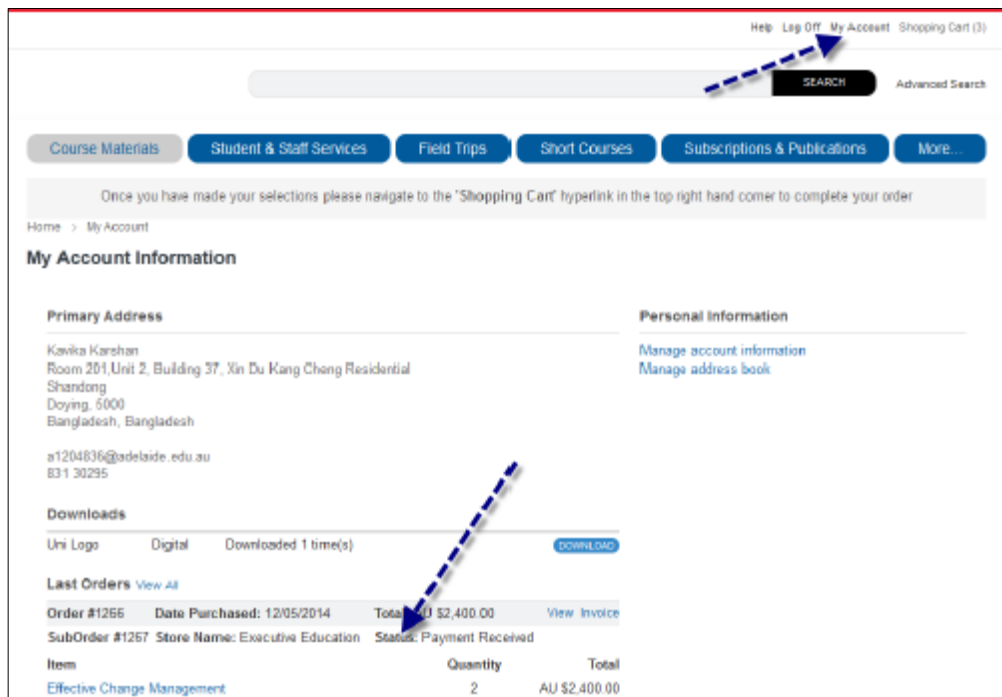 Help Log Off My Account Shopping Cart (3)
SEARCH Advanced Search
Course Materials Student & Staff Services Field Trips Short Courses Subscriptions & Publications More...
Once you have made your selections please navigate to the "Shopping Cart" hyperlink in the top right hand corner to complete your order
Home > My Account
My Account Information
Primary Address Personal Information
Kavika Karshan Manage account information
Room 201,Unit 2, Building 37, Xin Du Kang Cheng Residential Manage address book
Shandong
Doying, 5000
Bangladesh, Bangladesh
a1204836@adelaide.edu.au
831 30295
Downloads
Uni Logo Digital Downloaded 1 time(s) DOWNLOAD
Last Orders View All
Order #1266 Date Purchased: 12/05/2014 Total: AU $2,400.00 View Invoice
SubOrder #1267 Store Name: Executive Education Status: Payment Received
Item Quantity Total
Effective Change Management 2 AU $2,400.00